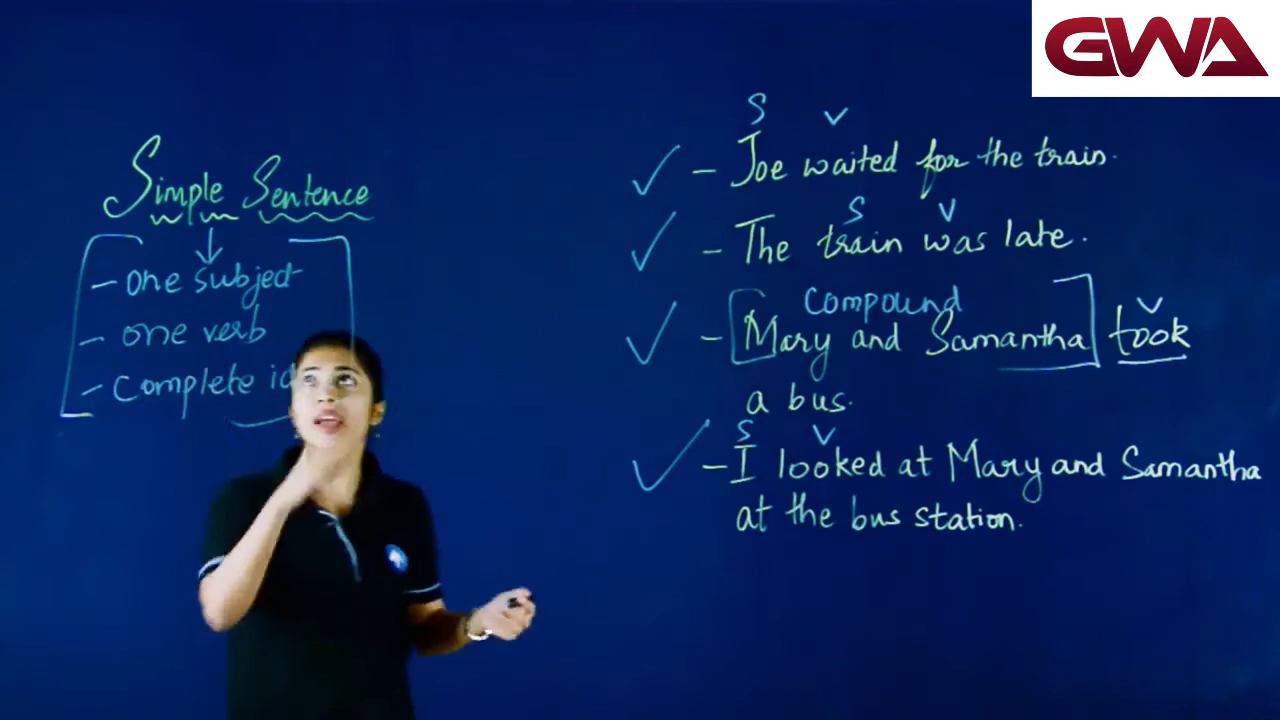 GWA
Simple Sentence
- one subject
- one verb
- Complete
S V
- Joe waited for the train.
S V
- The train was late.
Compound V
- Mary and Samantha took
a bus.
S V
- I looked at Mary and Samantha
at the bus station.